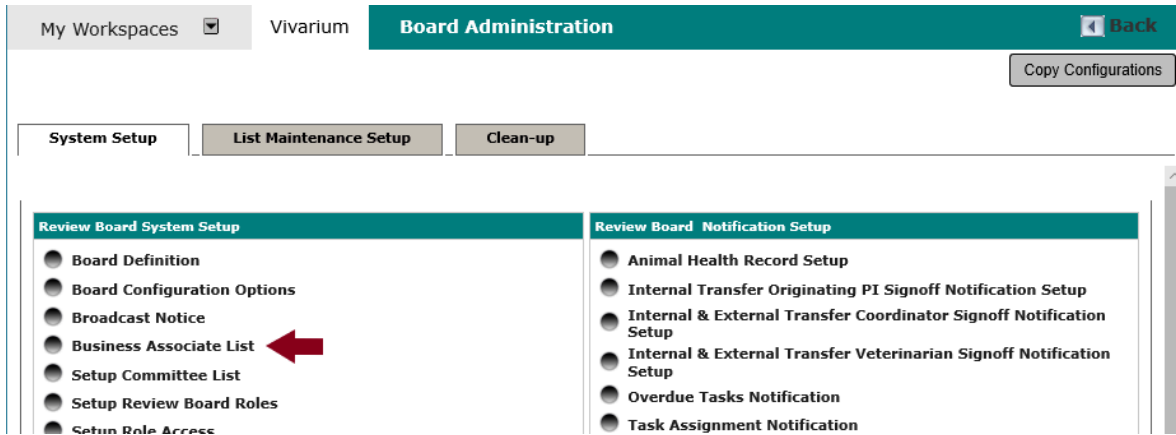 My Workspaces
Vivarium
Board Administration
Back
Copy Configurations
System Setup
List Maintenance Setup
Clean-up
Review Board System Setup
Board Definition
Board Configuration Options
Broadcast Notice
Business Associate List
Setup Committee List
Setup Review Board Roles
Setup Role Access
Review Board Notification Setup
Animal Health Record Setup
Internal Transfer Originating PI Signoff Notification Setup
Internal & External Transfer Coordinator Signoff Notification
Setup
Internal & External Transfer Veterinarian Signoff Notification
Setup
Overdue Tasks Notification
Task Assignment Notification